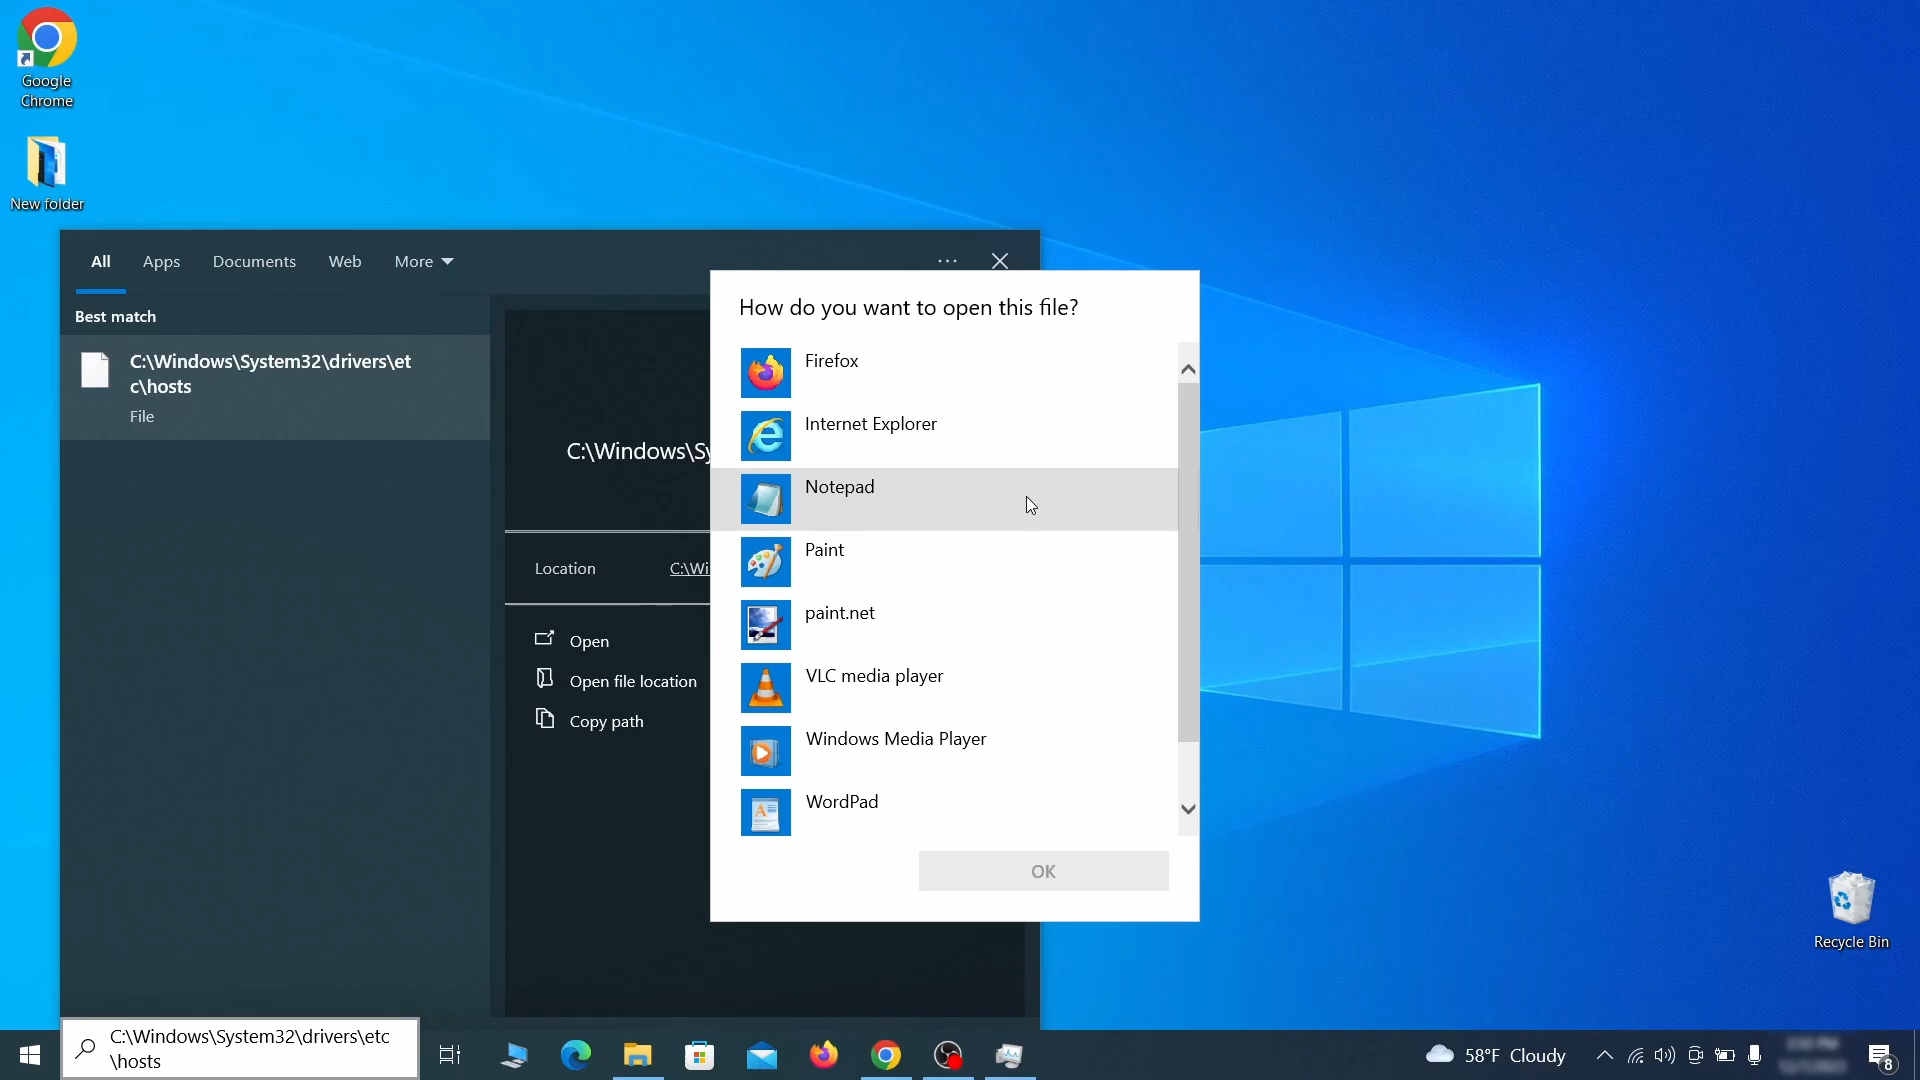 Google
Chrome
New folder
All
Apps
Documents
Web
More
Best match
C:\Windows\System32\drivers\et
c\hosts
File
C:\Windows\Sy
Location
C:\Wi
Open
Open file location
Copy path
How do you want to open this file?
Firefox
Internet Explorer
Notepad
Paint
paint.net
VLC media player
Windows Media Player
WordPad
OK
Recycle Bin
C:\Windows\System32\drivers\etc
\hosts
58°F Cloudy
8